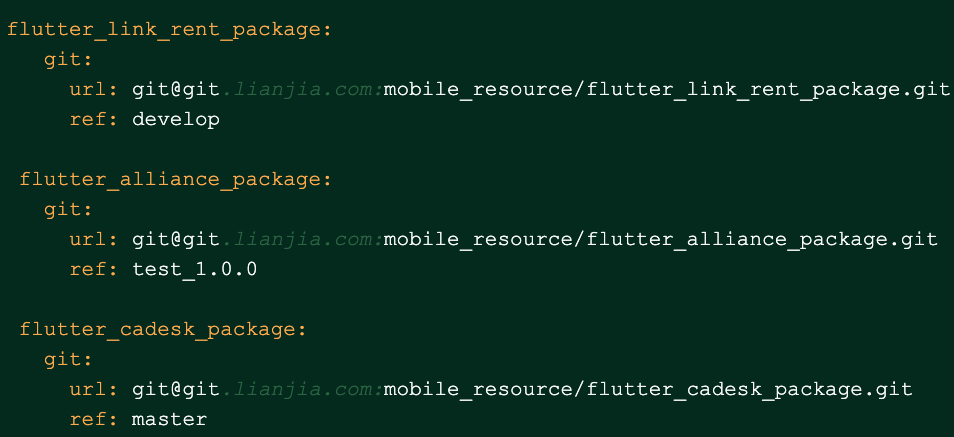 flutter_link_rent_package:
git:
url: git@git.lianjia.com:mobile_resource/flutter_link_rent_package.git
ref: develop
flutter_alliance_package:
git:
url: git@git.lianjia.com:mobile_resource/flutter_alliance_package.git
ref: test_1.0.0
flutter_cadesk_package:
git:
url: git@git.lianjia.com:mobile_resource/flutter_cadesk_package.git
ref: master